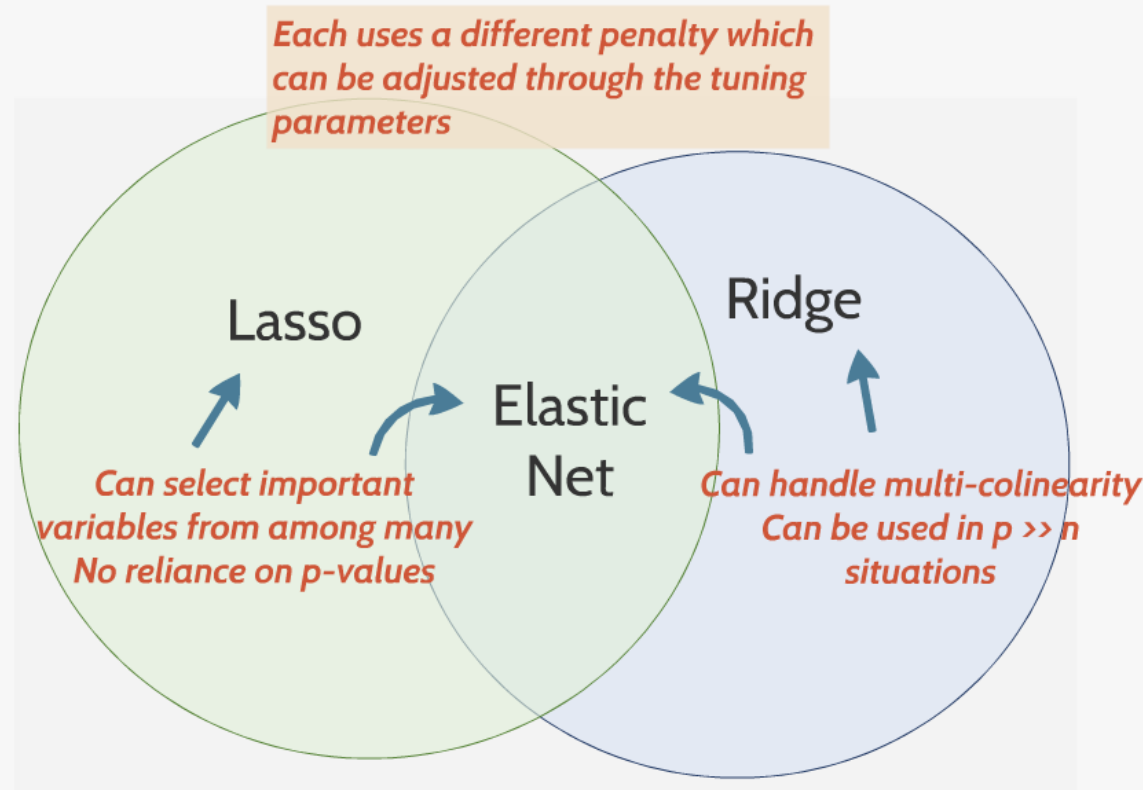 Each uses a different penalty which
can be adjusted through the tuning
parameters
Lasso
Ridge
Elastic
Net
Can select important
variables from among many
No reliance on p-values
Can handle multi-colinearity
Can be used in p >> n
situations